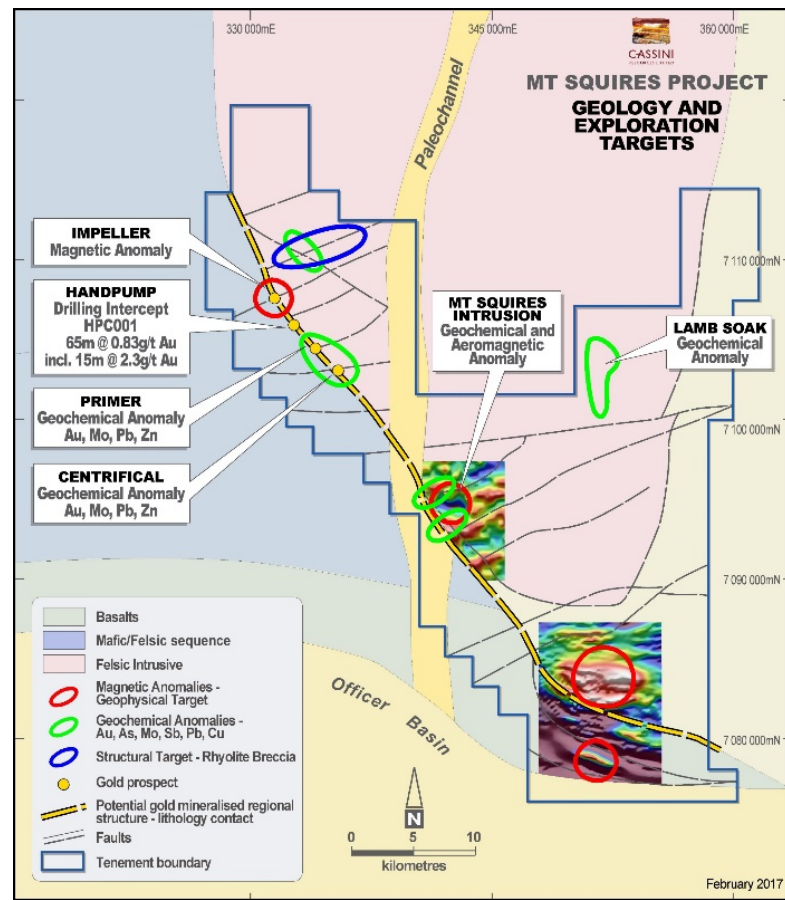 330 000mE
345 000mE
360 000mE
CASSINI
MT SQUIRES PROJECT
GEOLOGY AND
EXPLORATION
TARGETS
Paleochannel
IMPELLER
Magnetic Anomaly
HANDPUMP
Drilling Intercept
HPC001
65m @ 0.83g/t Au
incl. 15m @ 2.3g/t Au
PRIMER
Geochemical Anomaly
Au, Mo, Pb, Zn
CENTRIFICAL
Geochemical Anomaly
Au, Mo, Pb, Zn
MT SQUIRES
INTRUSION
Geochemical and
Aeromagnetic
Anomaly
LAMB SOAK
Geochemical
Anomaly
7 110 000mN
7 100 000mN
7 090 000mN
7 080 000mN
Officer Basin
Basalts
Mafic/Felsic sequence
Felsic Intrusive
Magnetic Anomalies -
Geophysical Target
Geochemical Anomalies -
Au, As, Mo, Sb, Pb, Cu
Structural Target - Rhyolite Breccia
Gold prospect
Potential gold mineralised regional
structure - lithology contact
Faults
Tenement boundary
N
0 5 10
kilometres
February 2017